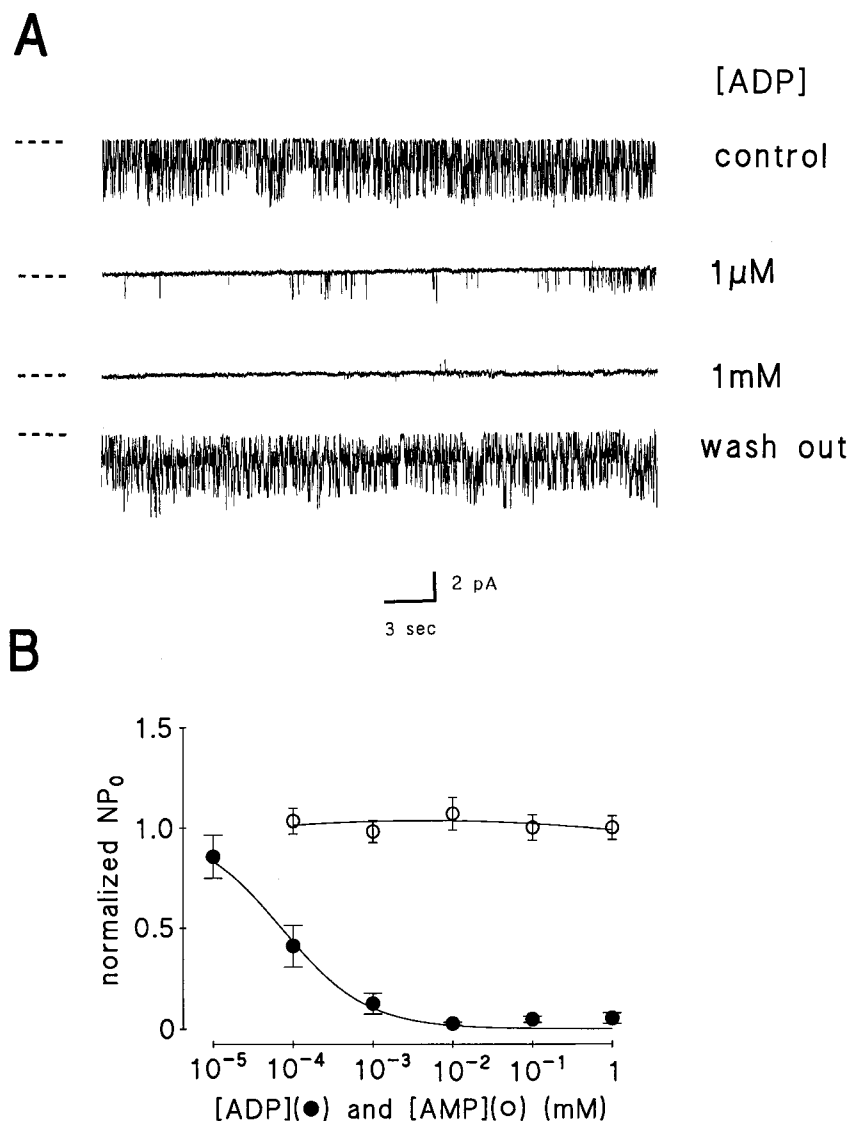 A
[ADP]
control
1μM
1mM
wash out
2 pA
3 sec
B
normalized NP₀
1.5
1.0
0.5
0
10⁻⁵ 10⁻⁴ 10⁻³ 10⁻² 10⁻¹ 1
[ADP](●) and [AMP](○) (mM)